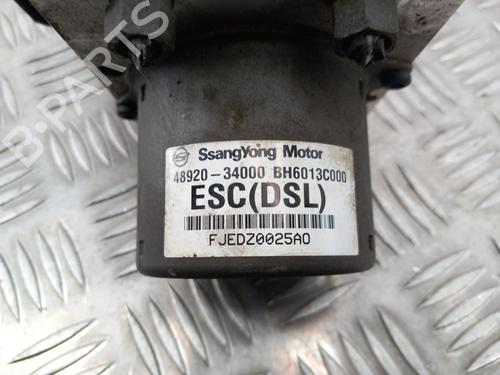 B-PARTS
SsangYong Motor
48920-34000 BH6013C000
ESC(DSL)
FJEDZ0025A0